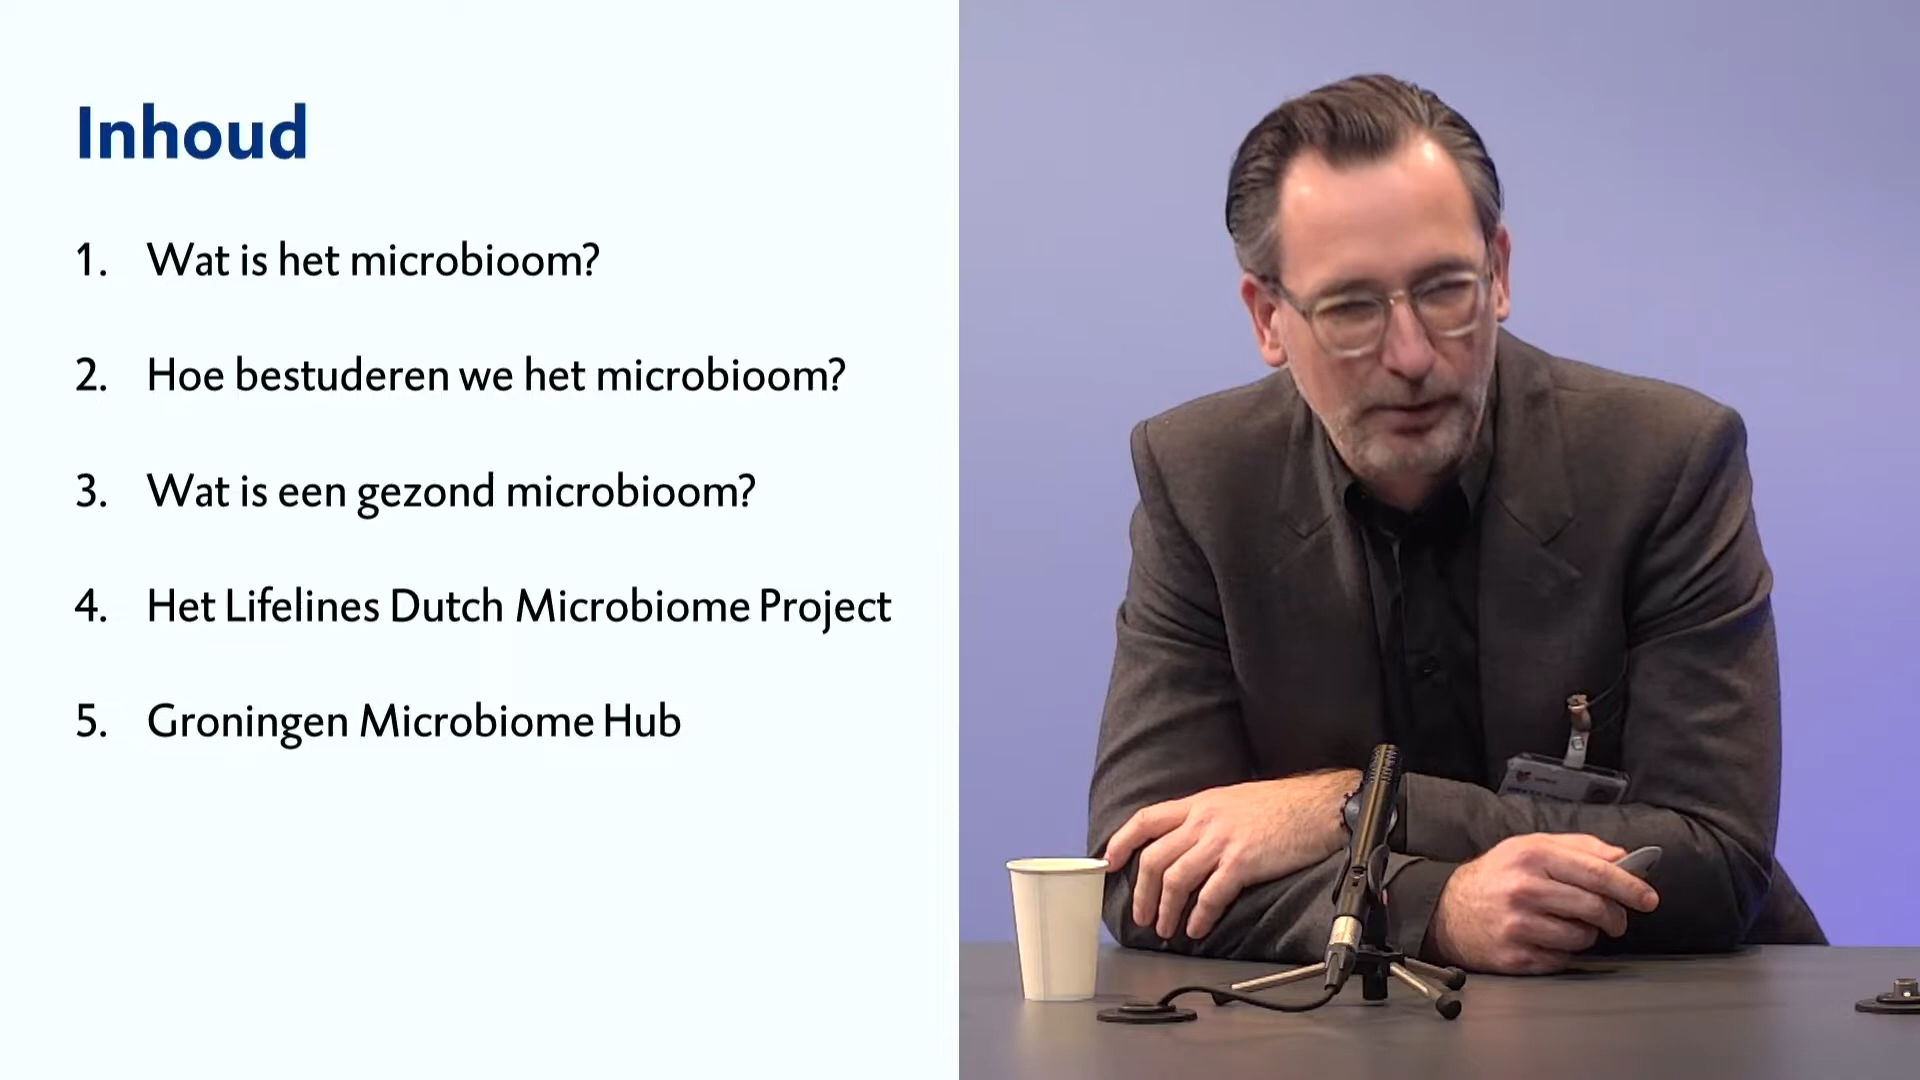 Inhoud
1. Wat is het microbioom?
2. Hoe bestuderen we het microbioom?
3. Wat is een gezond microbioom?
4. Het Lifelines Dutch Microbiome Project
5. Groningen Microbiome Hub